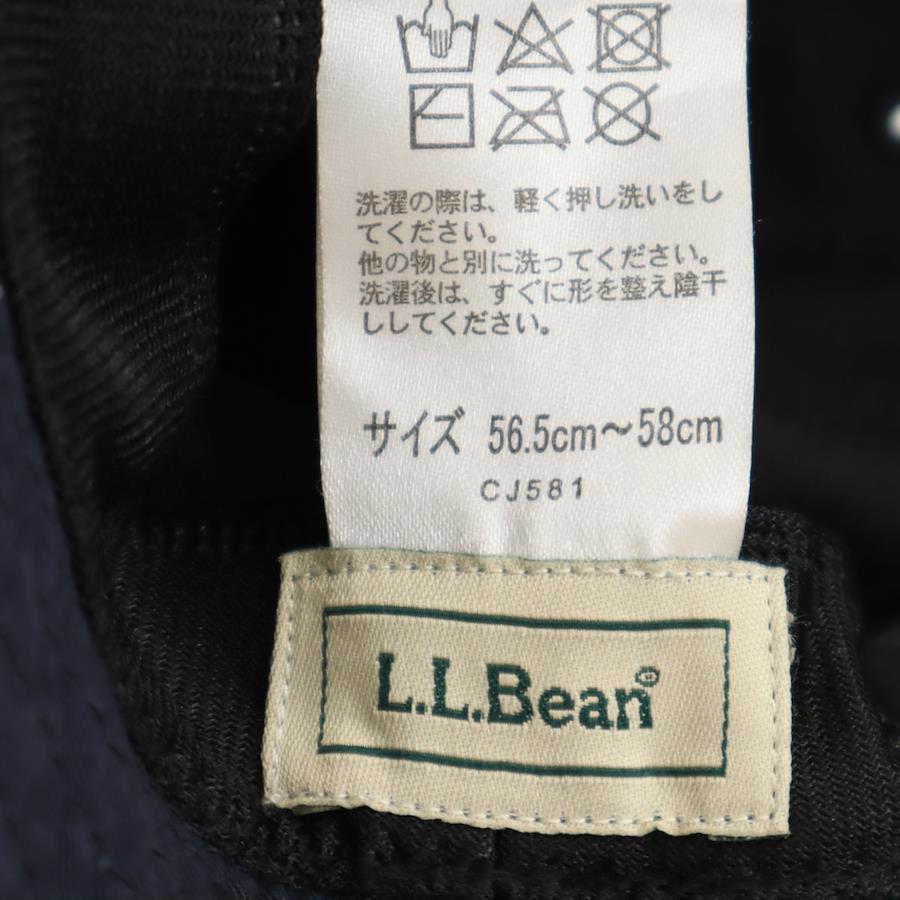 洗濯の際は、軽く押し洗いをし
てください。
他の物と別に洗ってください。
洗濯後は、すぐに形を整え陰干
ししてください。
サイズ 56.5cm～58cm
CJ581
L.L.Bean®